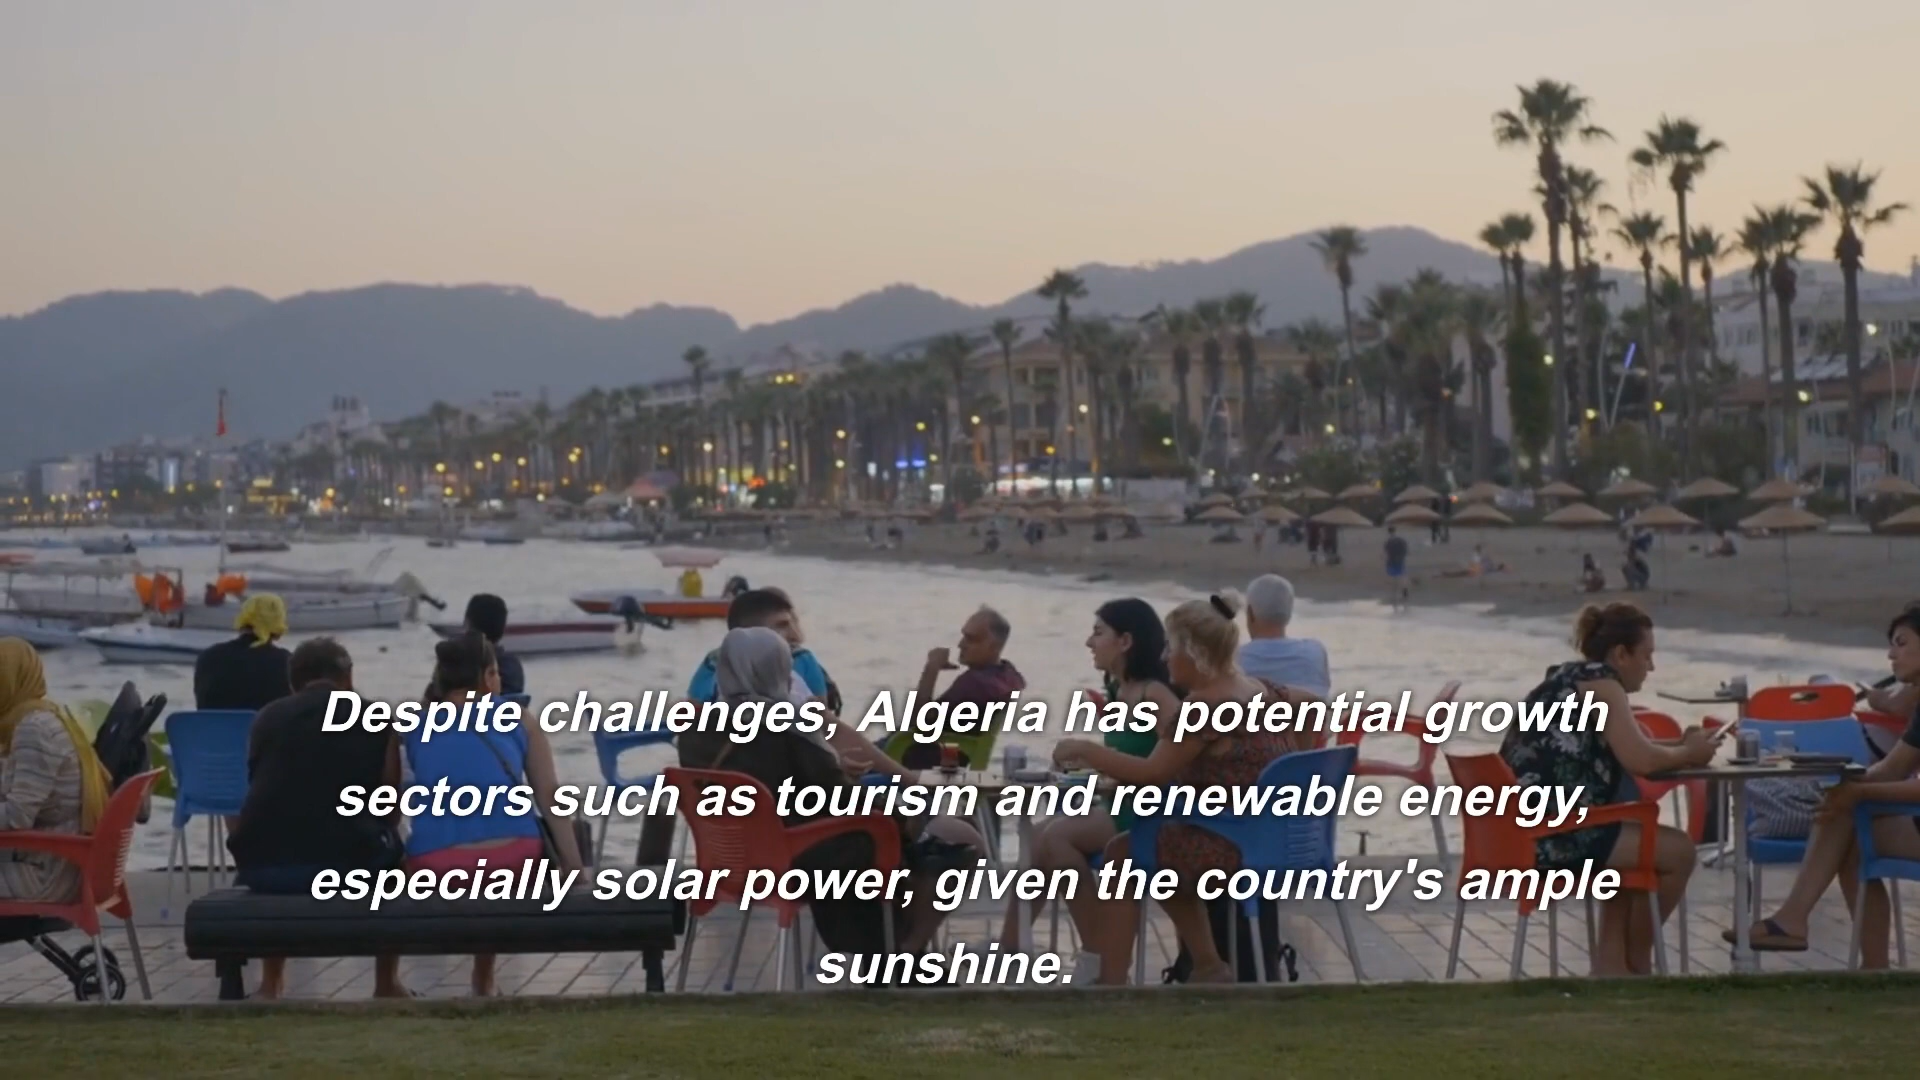 Despite challenges, Algeria has potential growth
sectors such as tourism and renewable energy,
especially solar power, given the country's ample
sunshine.